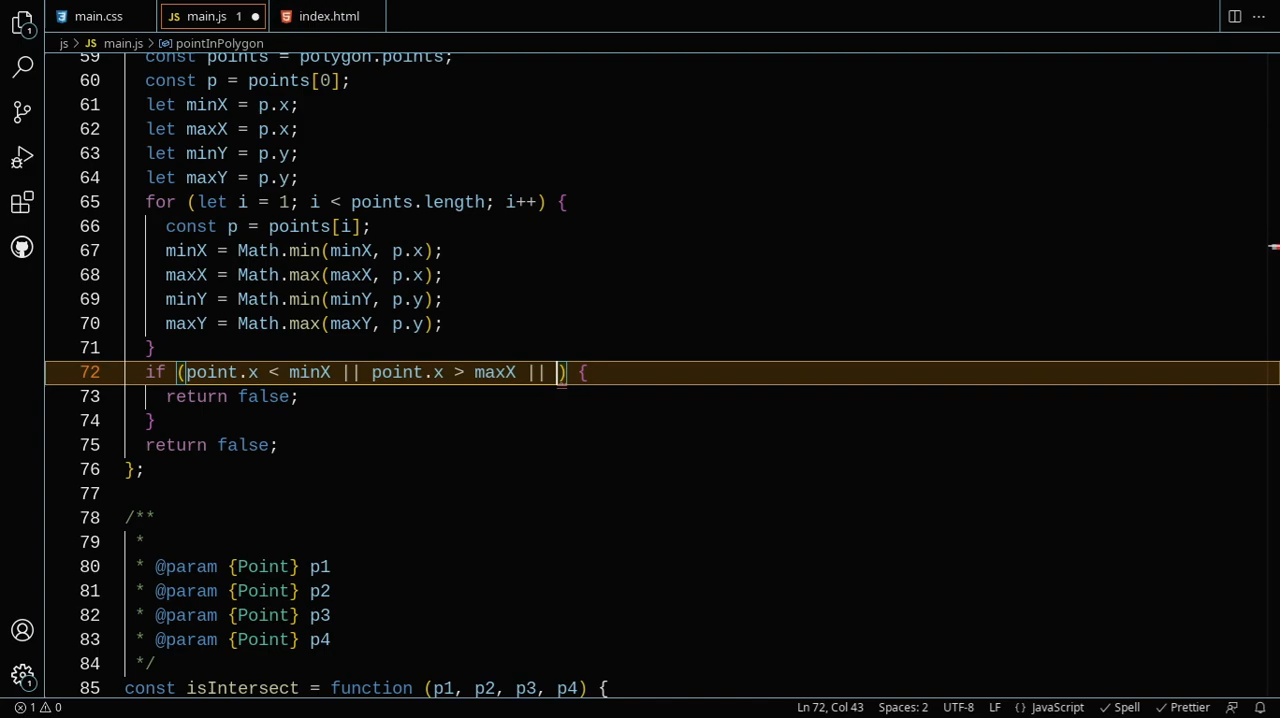 main.css
JS main.js 1
index.html
js > JS main.js > pointInPolygon
59 const points = polygon.points;
60 const p = points[0];
61 let minX = p.x;
62 let maxX = p.x;
63 let minY = p.y;
64 let maxY = p.y;
65 for (let i = 1; i < points.length; i++) {
66 const p = points[i];
67 minX = Math.min(minX, p.x);
68 maxX = Math.max(maxX, p.x);
69 minY = Math.min(minY, p.y);
70 maxY = Math.max(maxY, p.y);
71 }
72 if (point.x < minX || point.x > maxX || ) {
73 return false;
74 }
75 return false;
76 };
77
78 /**
79 *
80 * @param {Point} p1
81 * @param {Point} p2
82 * @param {Point} p3
83 * @param {Point} p4
84 */
85 const isIntersect = function (p1, p2, p3, p4) {
1 0 Ln 72, Col 43 Spaces: 2 UTF-8 LF {} JavaScript Spell Prettier